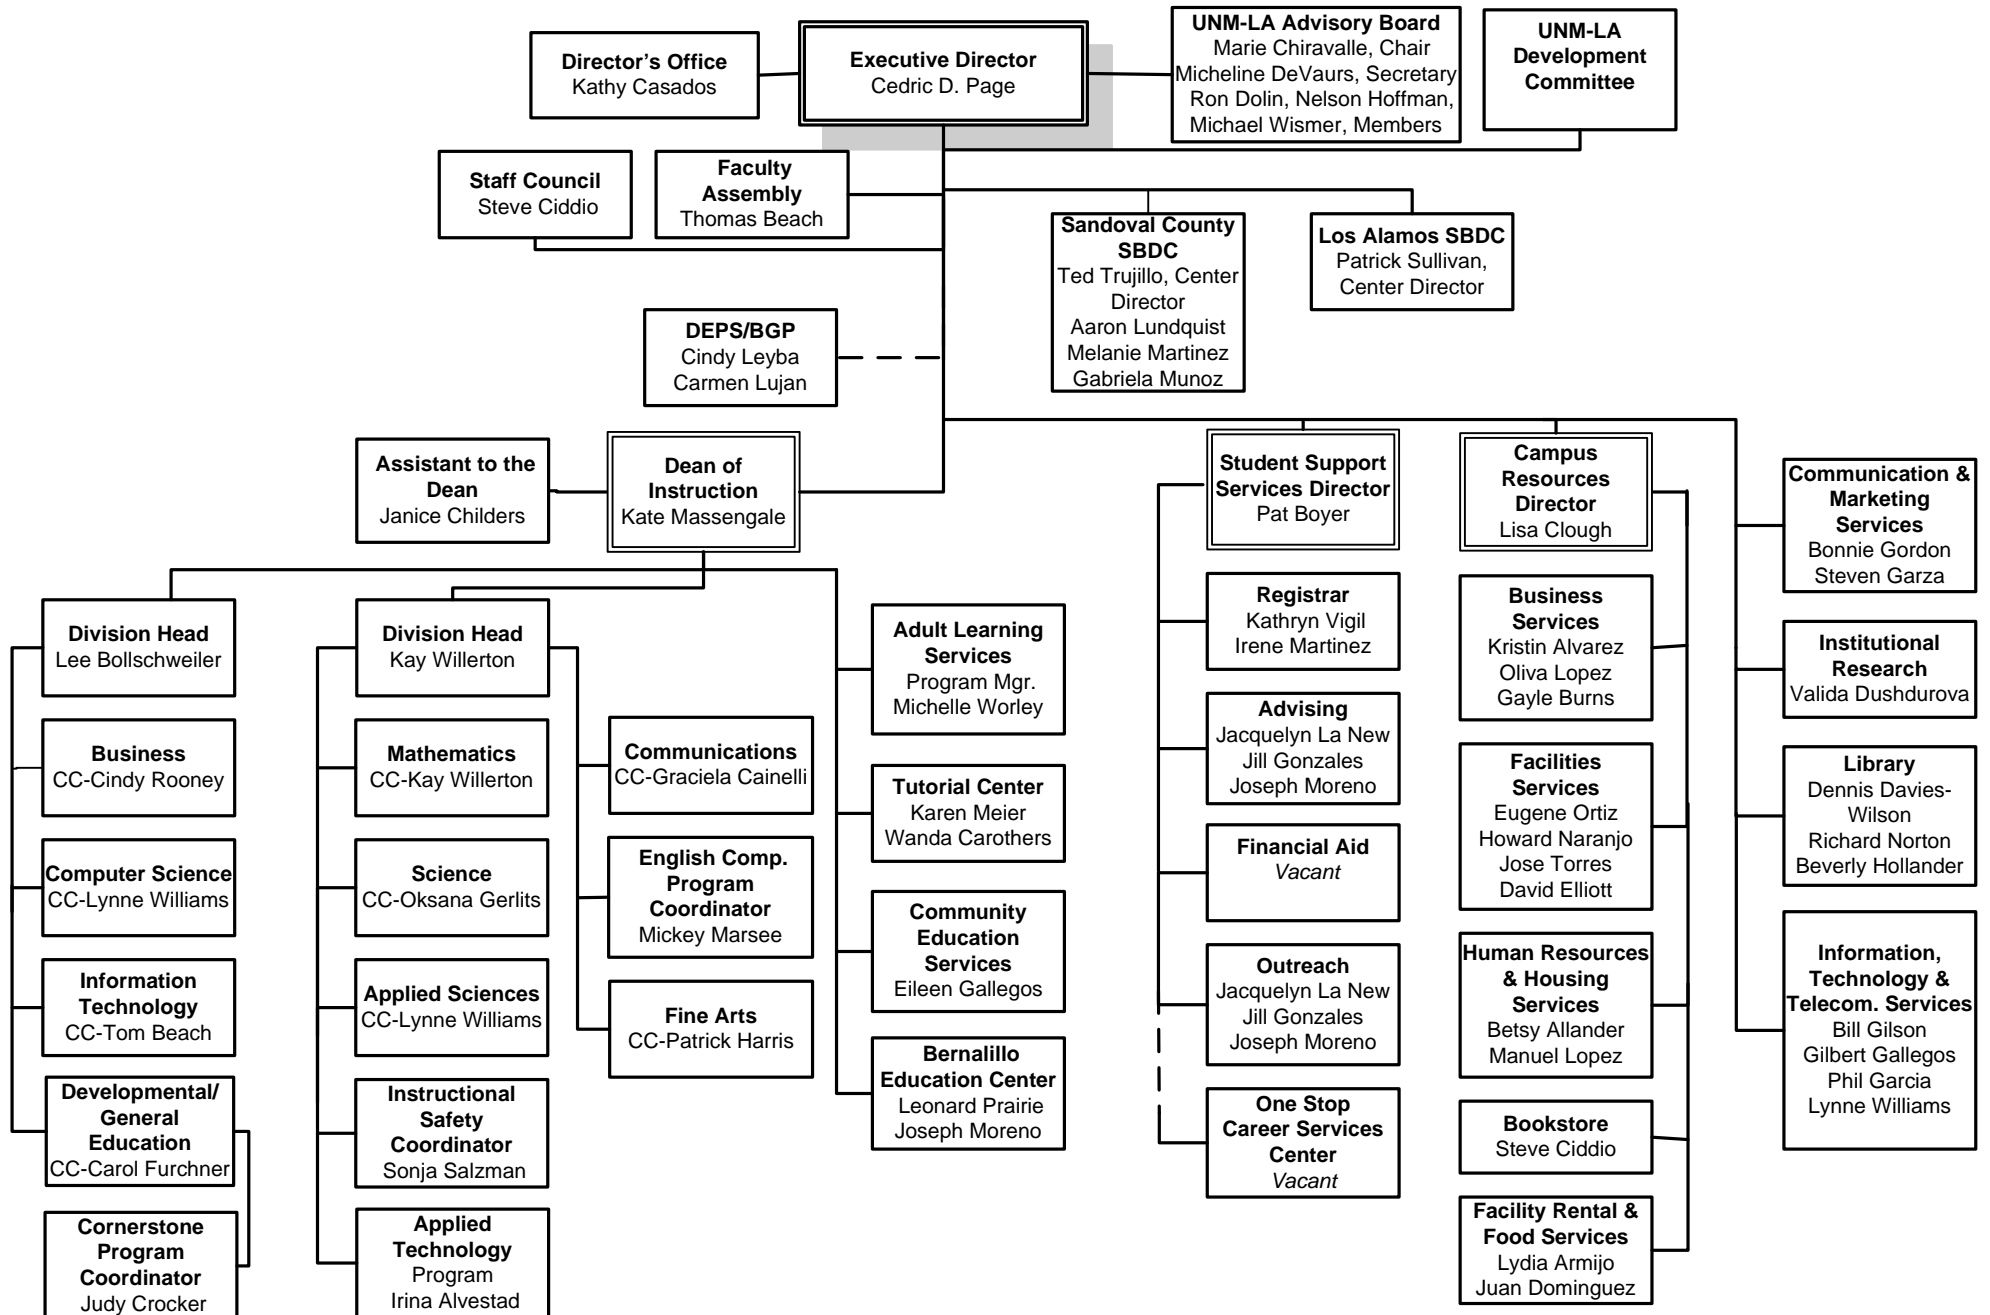 Director's Office
Kathy Casados
Executive Director
Cedric D. Page
UNM-LA Advisory Board
Marie Chiravalle, Chair
Micheline DeVaurs, Secretary
Ron Dolin, Nelson Hoffman,
Michael Wismer, Members
UNM-LA
Development
Committee
Staff Council
Steve Ciddio
Faculty
Assembly
Thomas Beach
Sandoval County
SBDC
Ted Trujillo, Center
Director
Aaron Lundquist
Melanie Martinez
Gabriela Munoz
Los Alamos SBDC
Patrick Sullivan,
Center Director
DEPS/BGP
Cindy Leyba
Carmen Lujan
Assistant to the
Dean
Janice Childers
Dean of
Instruction
Kate Massengale
Student Support
Services Director
Pat Boyer
Campus
Resources
Director
Lisa Clough
Communication &
Marketing
Services
Bonnie Gordon
Steven Garza
Division Head
Lee Bollschweiler
Business
CC-Cindy Rooney
Computer Science
CC-Lynne Williams
Information
Technology
CC-Tom Beach
Developmental/
General
Education
CC-Carol Furchner
Cornerstone
Program
Coordinator
Judy Crocker
Division Head
Kay Willerton
Mathematics
CC-Kay Willerton
Science
CC-Oksana Gerlits
Applied Sciences
CC-Lynne Williams
Instructional
Safety
Coordinator
Sonja Salzman
Applied
Technology
Program
Irina Alvestad
Communications
CC-Graciela Cainelli
English Comp.
Program
Coordinator
Mickey Marsee
Fine Arts
CC-Patrick Harris
Adult Learning
Services
Program Mgr.
Michelle Worley
Tutorial Center
Karen Meier
Wanda Carothers
Community
Education
Services
Eileen Gallegos
Bernalillo
Education Center
Leonard Prairie
Joseph Moreno
Registrar
Kathryn Vigil
Irene Martinez
Advising
Jacquelyn La New
Jill Gonzales
Joseph Moreno
Financial Aid
Vacant
Outreach
Jacquelyn La New
Jill Gonzales
Joseph Moreno
One Stop
Career Services
Center
Vacant
Business
Services
Kristin Alvarez
Oliva Lopez
Gayle Burns
Facilities
Services
Eugene Ortiz
Howard Naranjo
Jose Torres
David Elliott
Human Resources
& Housing
Services
Betsy Allander
Manuel Lopez
Bookstore
Steve Ciddio
Facility Rental &
Food Services
Lydia Armijo
Juan Dominguez
Institutional
Research
Valida Dushdurova
Library
Dennis Davies-
Wilson
Richard Norton
Beverly Hollander
Information,
Technology &
Telecom. Services
Bill Gilson
Gilbert Gallegos
Phil Garcia
Lynne Williams